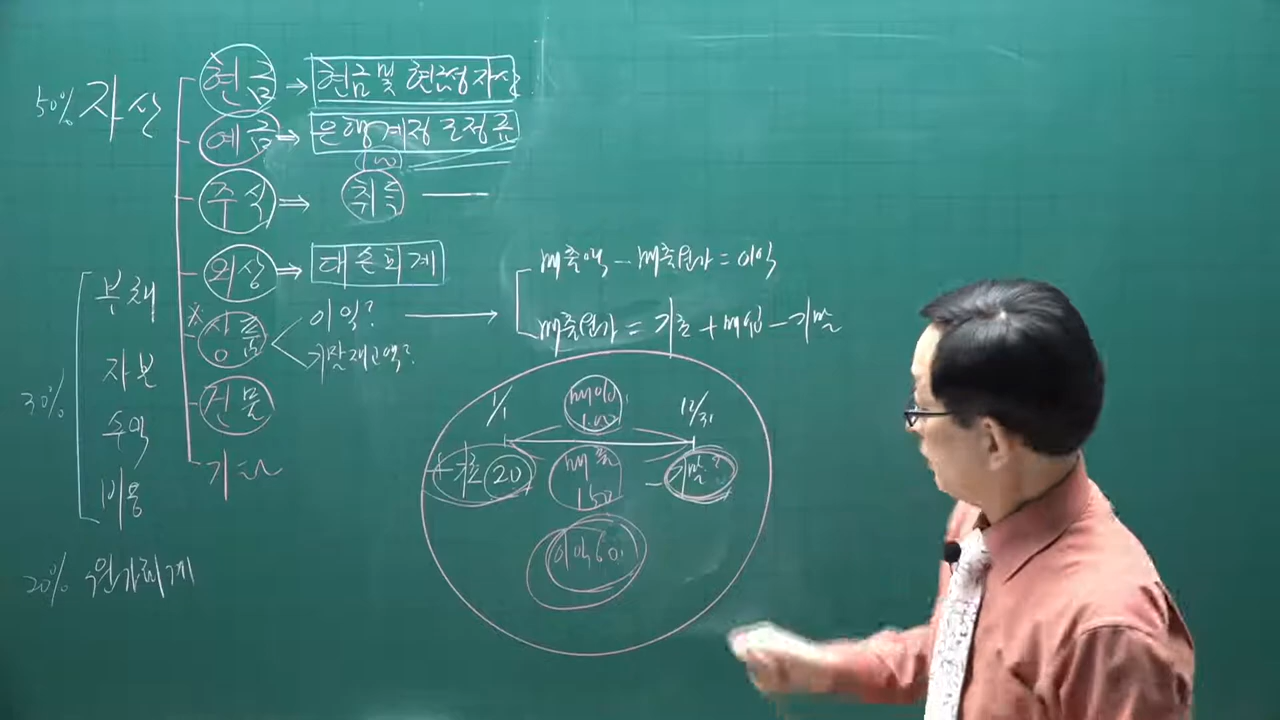 50% 자산
현금 → 현금및현금성자산
예금 ⇒ 은행계정조정표
100
주식 ⇒ 취득 —
외상 ⇒ 대손회계
※ 상품 < 이익? → 매출액 - 매출원가 = 이익
기말재고액? 매출원가 = 기초 + 매입 - 기말
건물
기타
30% 부채
자본
수익
비용
20% 원가회계
1/1 매입 100 12/31
+ 기초 20 매출 150 - 기말?
이익 60